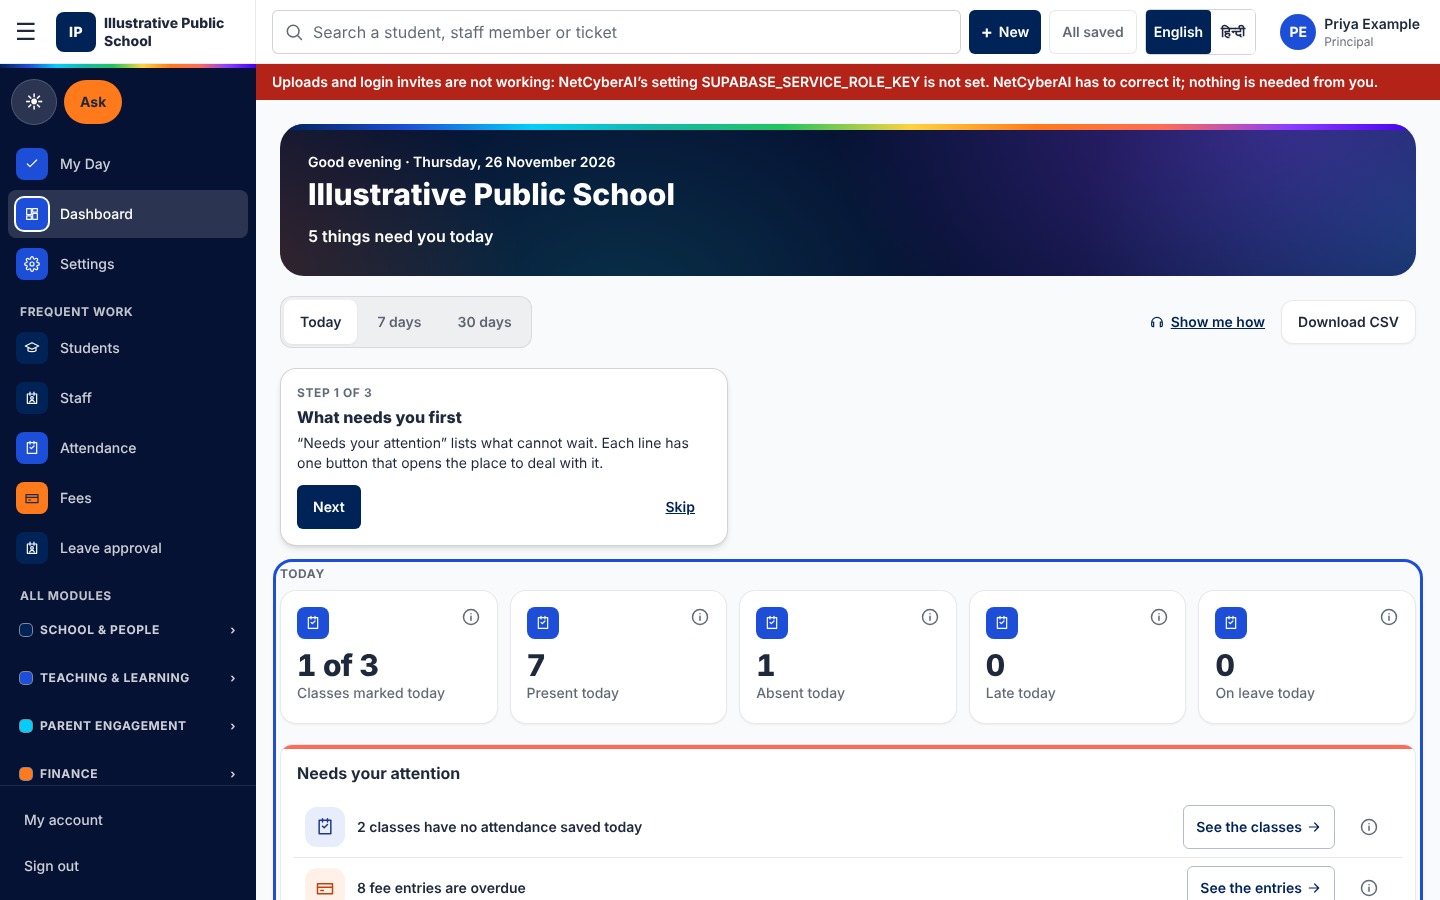 ☰
IP
Illustrative Public
School
Search a student, staff member or ticket
+ New
All saved
English
हिन्दी
PE
Priya Example
Principal
Uploads and login invites are not working: NetCyberAI’s setting SUPABASE_SERVICE_ROLE_KEY is not set. NetCyberAI has to correct it; nothing is needed from you.
Ask
My Day
Dashboard
Settings
FREQUENT WORK
Students
Staff
Attendance
Fees
Leave approval
ALL MODULES
SCHOOL & PEOPLE ›
TEACHING & LEARNING ›
PARENT ENGAGEMENT ›
FINANCE ›
My account
Sign out
Good evening · Thursday, 26 November 2026
Illustrative Public School
5 things need you today
Today
7 days
30 days
Show me how
Download CSV
STEP 1 OF 3
What needs you first
“Needs your attention” lists what cannot wait. Each line has
one button that opens the place to deal with it.
Next
Skip
TODAY
1 of 3
Classes marked today
7
Present today
1
Absent today
0
Late today
0
On leave today
Needs your attention
2 classes have no attendance saved today
See the classes →
8 fee entries are overdue
See the entries →